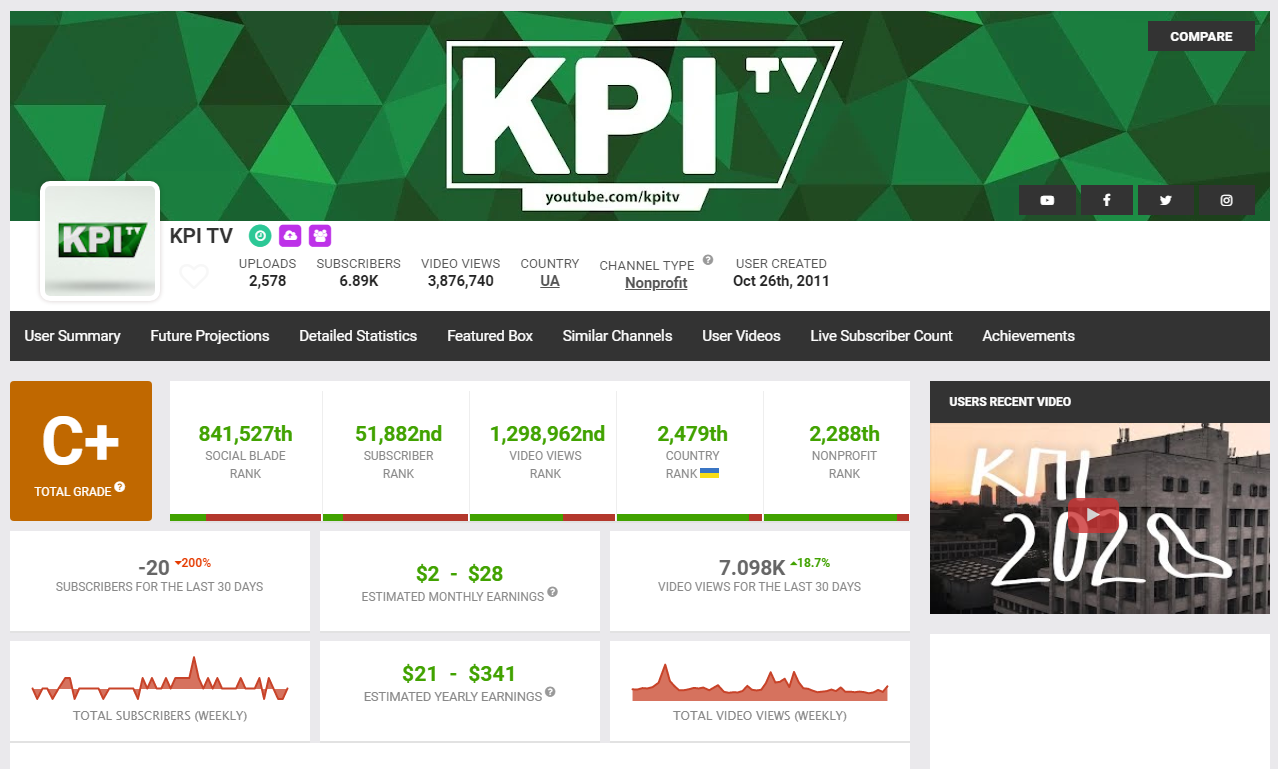 COMPARE
KPI TV
youtube.com/kpitv
KPI TV
KPI TV
UPLOADS
2,578
SUBSCRIBERS
6.89K
VIDEO VIEWS
3,876,740
COUNTRY
UA
CHANNEL TYPE ?
Nonprofit
USER CREATED
Oct 26th, 2011
User Summary
Future Projections
Detailed Statistics
Featured Box
Similar Channels
User Videos
Live Subscriber Count
Achievements
C+
TOTAL GRADE ?
841,527th
SOCIAL BLADE
RANK
51,882nd
SUBSCRIBER
RANK
1,298,962nd
VIDEO VIEWS
RANK
2,479th
COUNTRY
RANK
2,288th
NONPROFIT
RANK
USERS RECENT VIDEO
КПІ
2020
-20 200%
SUBSCRIBERS FOR THE LAST 30 DAYS
$2 - $28
ESTIMATED MONTHLY EARNINGS ?
7.098K 18.7%
VIDEO VIEWS FOR THE LAST 30 DAYS
TOTAL SUBSCRIBERS (WEEKLY)
$21 - $341
ESTIMATED YEARLY EARNINGS ?
TOTAL VIDEO VIEWS (WEEKLY)